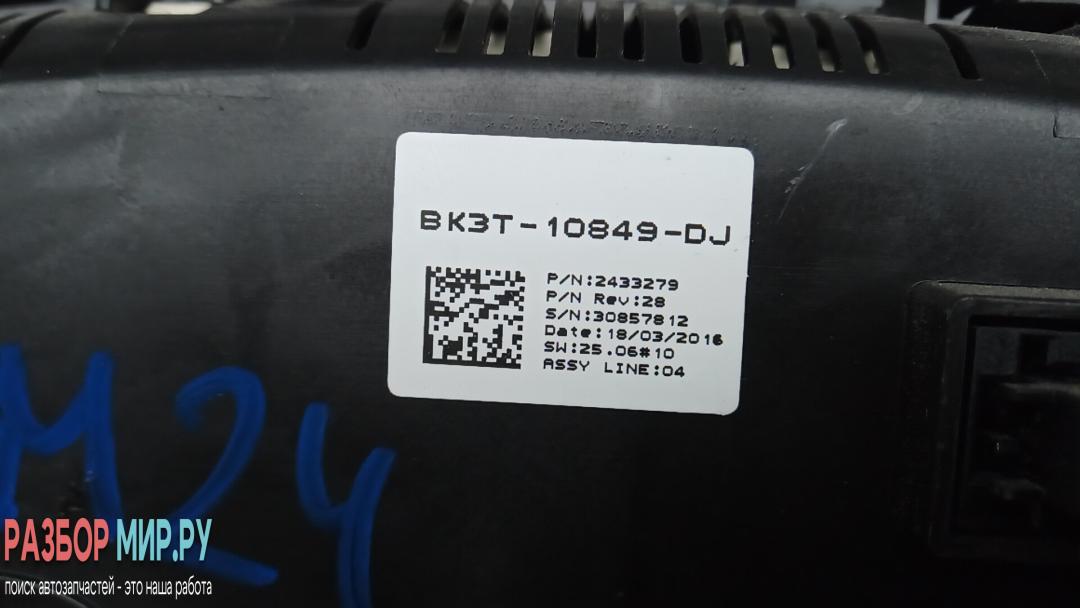 BK3T-10849-DJ
P/N:2433279
P/N Rev:28
S/N:30857812
Date:18/03/2016
SW:25.06#10
ASSY LINE:04
M24
РАЗБОР МИР.РУ
поиск автозапчастей - это наша работа